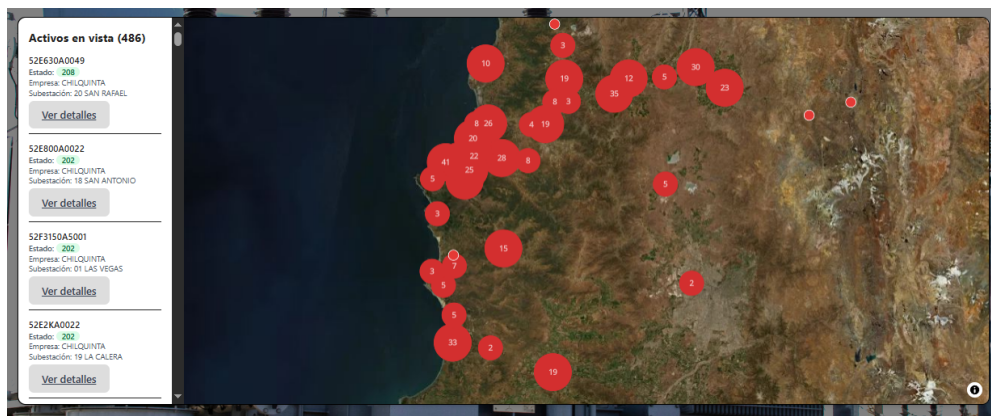 Activos en vista (486)
52E630A0049
Estado: 208
Empresa: CHILQUINTA
Subestación: 20 SAN RAFAEL
Ver detalles
52E800A0022
Estado: 202
Empresa: CHILQUINTA
Subestación: 18 SAN ANTONIO
Ver detalles
52F3150A5001
Estado: 202
Empresa: CHILQUINTA
Subestación: 01 LAS VEGAS
Ver detalles
52E2KA0022
Estado: 202
Empresa: CHILQUINTA
Subestación: 19 LA CALERA
Ver detalles
3
10
19
12
5
30
35
23
8 3
8 26
4 19
20
22
28
8
41
25
5
5
3
15
7
3
5
2
5
33
2
19